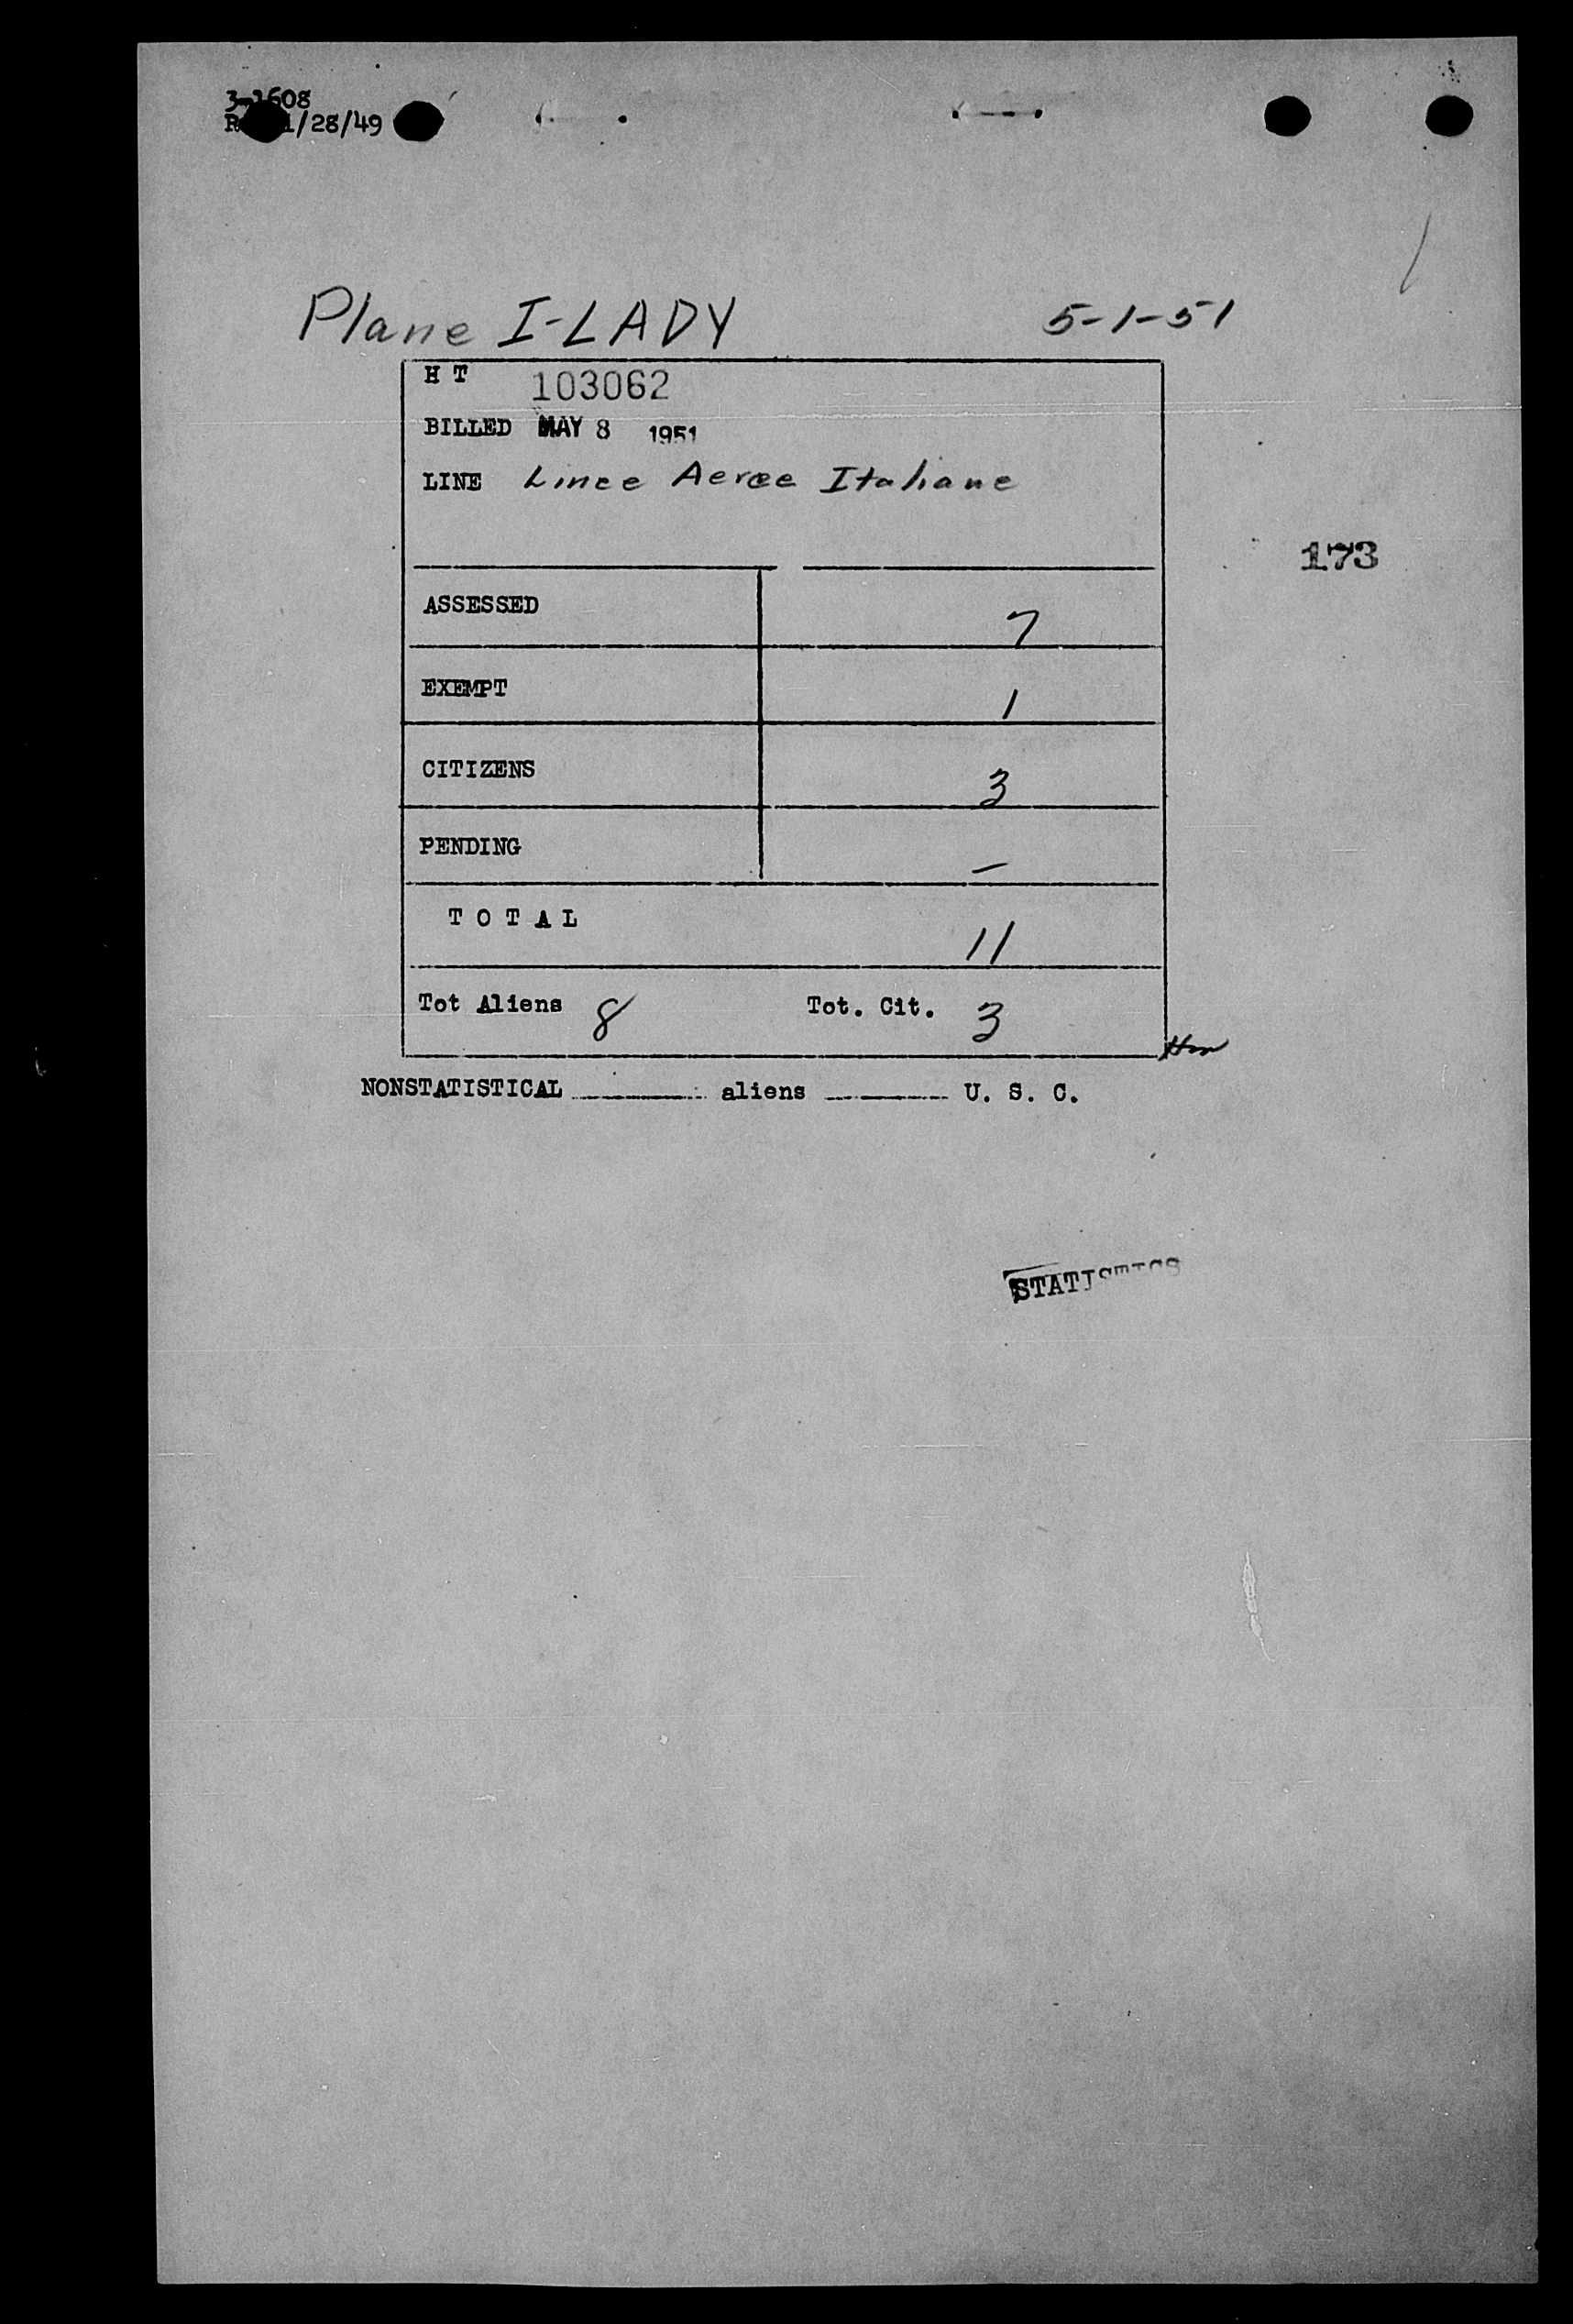 3-1608
1/28/49
Plane I-LADY 5-1-51
H T 103062
BILLED MAY 8 1951
LINE Linee Aeree Italiane
173
ASSESSED 7
EXEMPT 1
CITIZENS 3
PENDING —
T O T A L 11
Tot Aliens 8 Tot. Cit. 3
NONSTATISTICAL aliens U. S. C.
STATISTICS